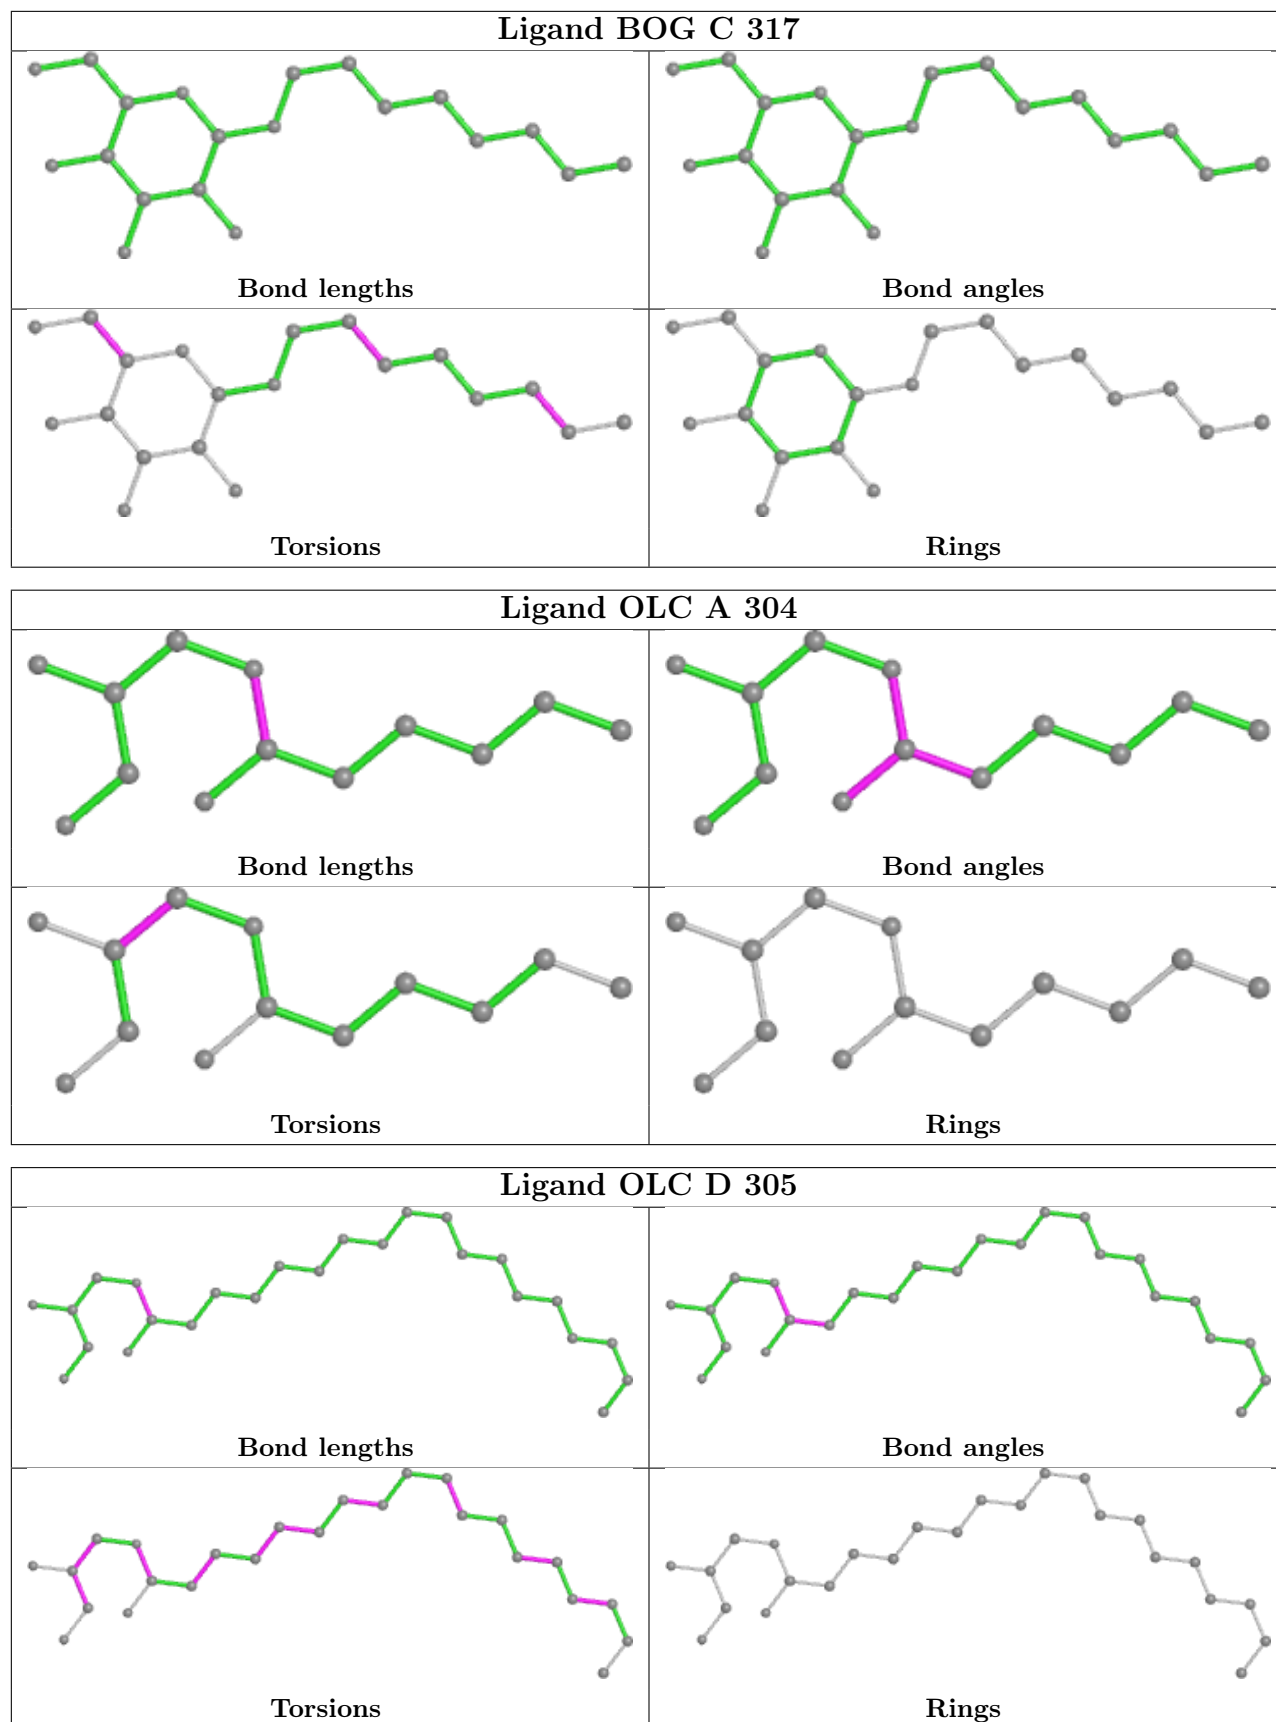 Ligand BOG C 317
Bond lengths
Bond angles
Torsions
Rings
Ligand OLC A 304
Bond lengths
Bond angles
Torsions
Rings
Ligand OLC D 305
Bond lengths
Bond angles
Torsions
Rings